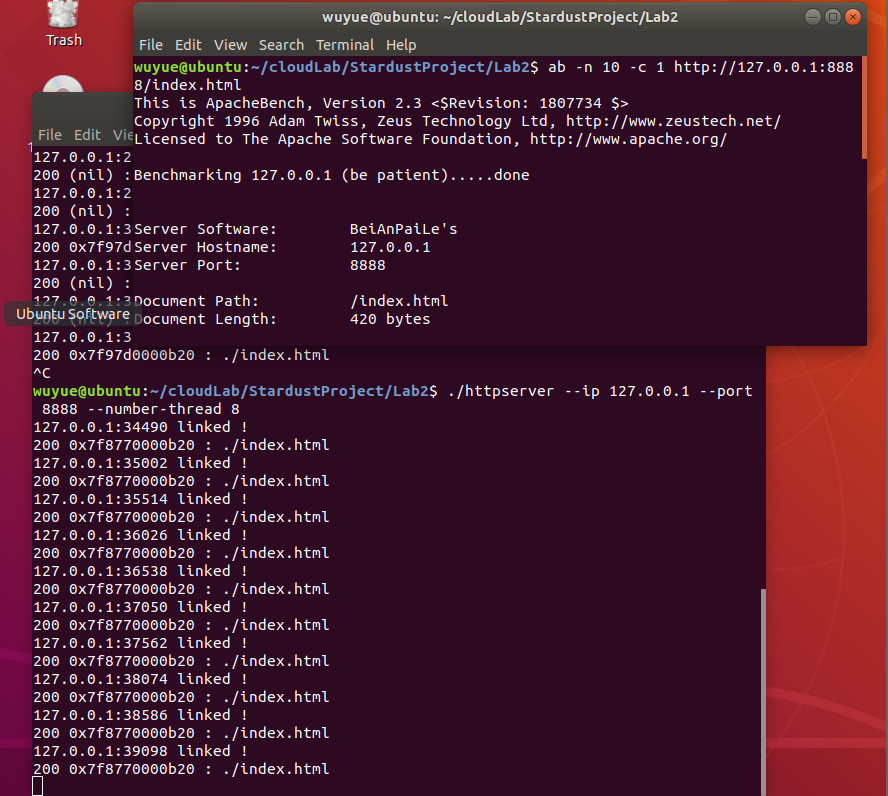 Trash
wuyue@ubuntu: ~/cloudLab/StardustProject/Lab2
File Edit View Search Terminal Help
wuyue@ubuntu:~/cloudLab/StardustProject/Lab2$ ab -n 10 -c 1 http://127.0.0.1:888
8/index.html
This is ApacheBench, Version 2.3 <$Revision: 1807734 $>
Copyright 1996 Adam Twiss, Zeus Technology Ltd, http://www.zeustech.net/
Licensed to The Apache Software Foundation, http://www.apache.org/
Benchmarking 127.0.0.1 (be patient).....done
Server Software: BeiAnPaiLe's
Server Hostname: 127.0.0.1
Server Port: 8888
Document Path: /index.html
Document Length: 420 bytes
File Edit Vie
127.0.0.1:2
200 (nil) :
127.0.0.1:2
200 (nil) :
127.0.0.1:3
200 0x7f97d
127.0.0.1:3
200 (nil) :
127.0.0.1:3
Ubuntu Software
127.0.0.1:3
200 0x7f97d0000b20 : ./index.html
^C
wuyue@ubuntu:~/cloudLab/StardustProject/Lab2$ ./httpserver --ip 127.0.0.1 --port
8888 --number-thread 8
127.0.0.1:34490 linked !
200 0x7f8770000b20 : ./index.html
127.0.0.1:35002 linked !
200 0x7f8770000b20 : ./index.html
127.0.0.1:35514 linked !
200 0x7f8770000b20 : ./index.html
127.0.0.1:36026 linked !
200 0x7f8770000b20 : ./index.html
127.0.0.1:36538 linked !
200 0x7f8770000b20 : ./index.html
127.0.0.1:37050 linked !
200 0x7f8770000b20 : ./index.html
127.0.0.1:37562 linked !
200 0x7f8770000b20 : ./index.html
127.0.0.1:38074 linked !
200 0x7f8770000b20 : ./index.html
127.0.0.1:38586 linked !
200 0x7f8770000b20 : ./index.html
127.0.0.1:39098 linked !
200 0x7f8770000b20 : ./index.html